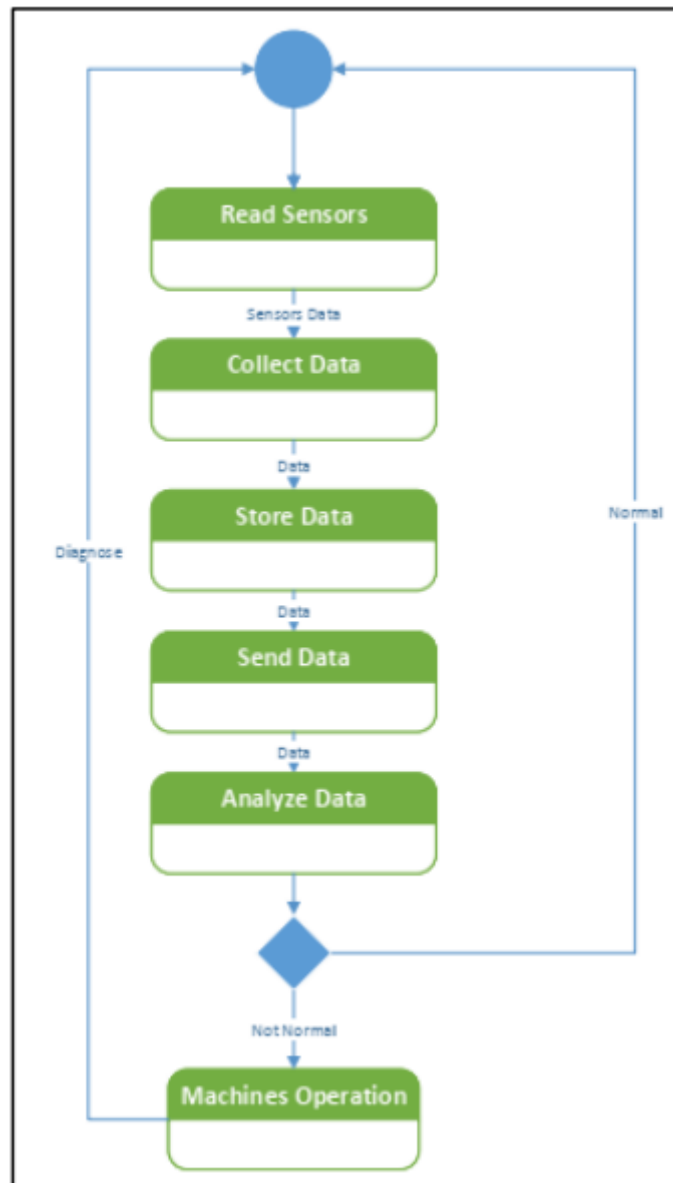 Read Sensors
Sensors Data
Collect Data
Data
Store Data
Normal
Diagnose
Data
Send Data
Data
Analyze Data
Not Normal
Machines Operation